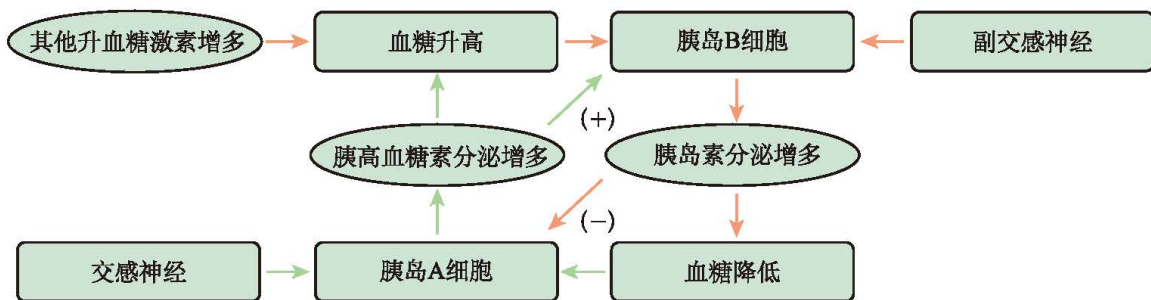 其他升血糖激素增多
血糖升高
胰岛B细胞
副交感神经
(+)
胰高血糖素分泌增多
胰岛素分泌增多
(−)
交感神经
胰岛A细胞
血糖降低